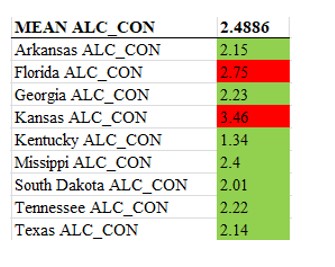 MEAN ALC_CON 2.4886
Arkansas ALC_CON 2.15
Florida ALC_CON 2.75
Georgia ALC_CON 2.23
Kansas ALC_CON 3.46
Kentucky ALC_CON 1.34
Missippi ALC_CON 2.4
South Dakota ALC_CON 2.01
Tennessee ALC_CON 2.22
Texas ALC_CON 2.14